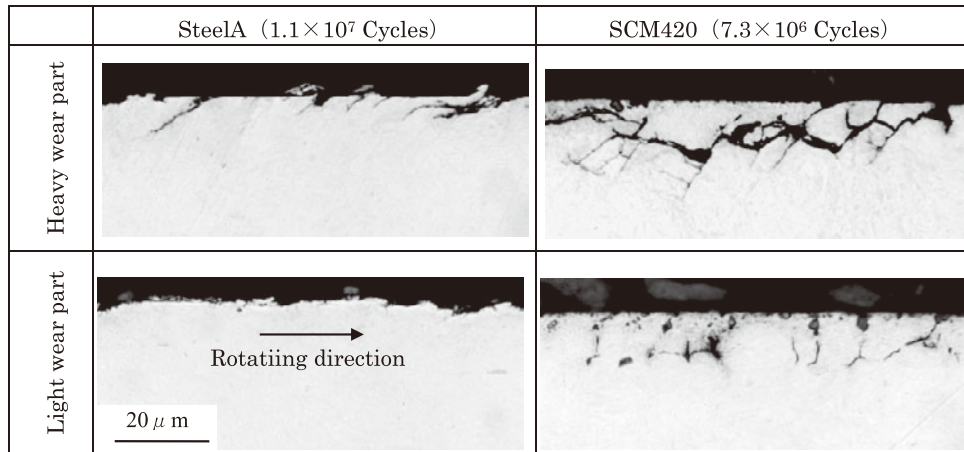 SteelA (1.1×10⁷ Cycles)
SCM420 (7.3×10⁶ Cycles)
Heavy wear part
Light wear part
Rotatiing direction
20 μ m